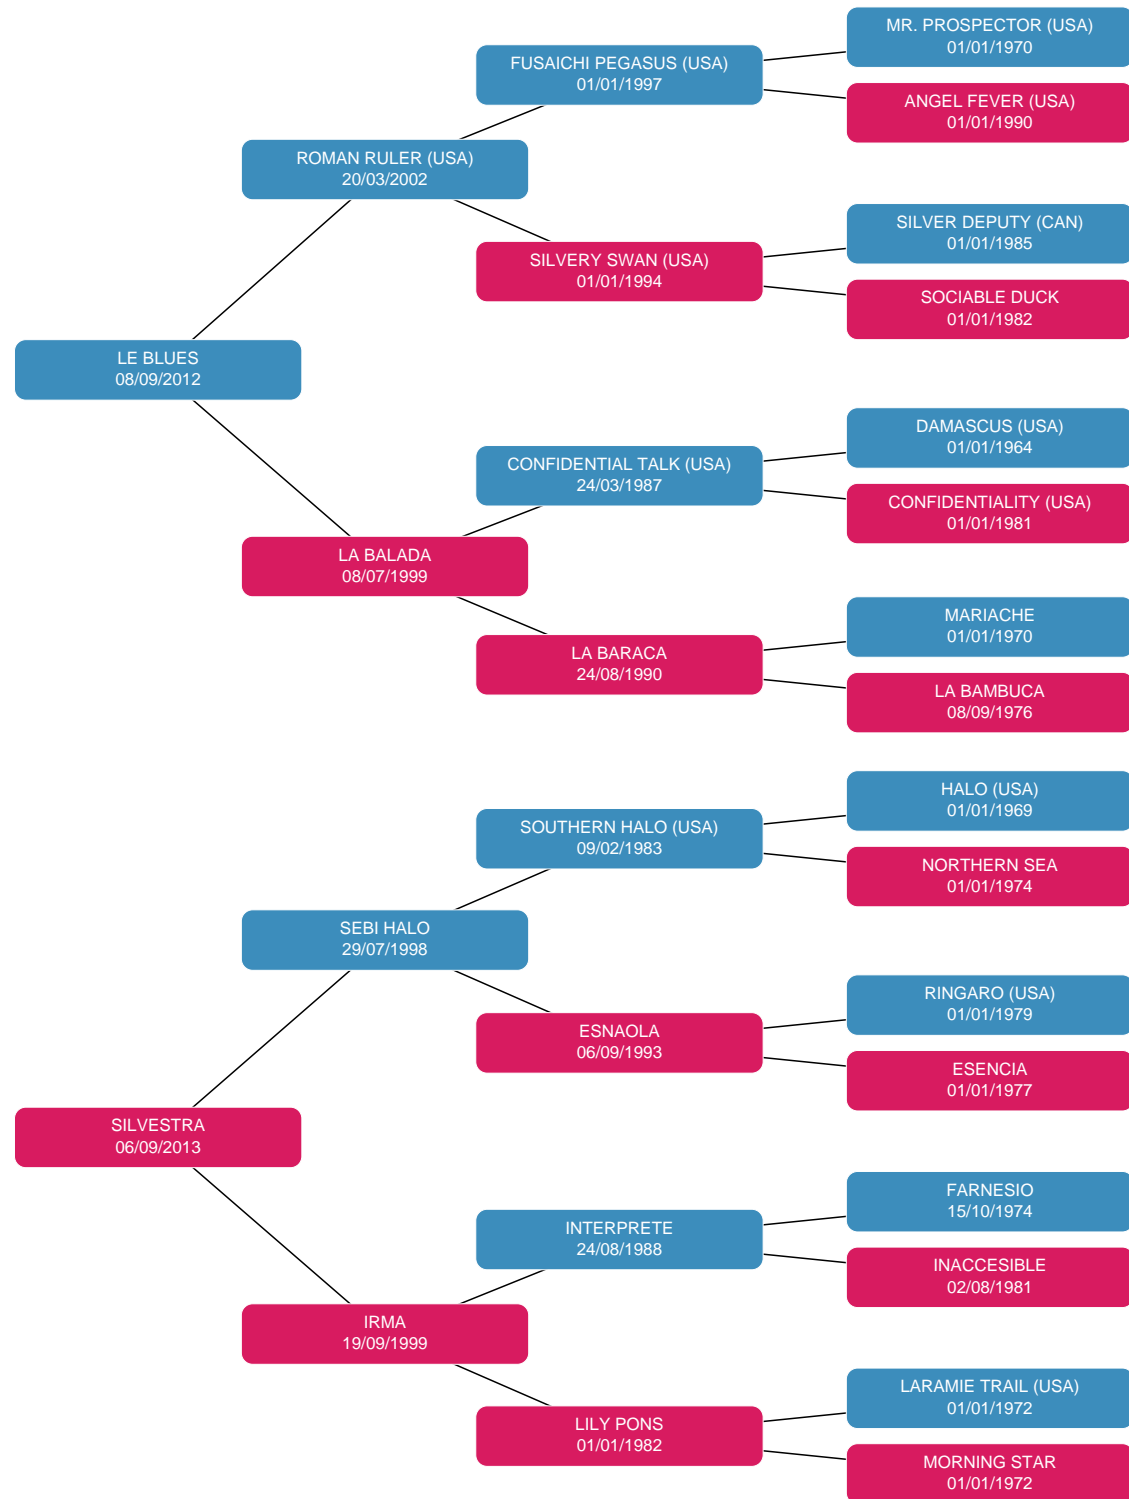 MR. PROSPECTOR (USA)
01/01/1970
FUSAICHI PEGASUS (USA)
01/01/1997
ANGEL FEVER (USA)
01/01/1990
ROMAN RULER (USA)
20/03/2002
SILVER DEPUTY (CAN)
01/01/1985
SILVERY SWAN (USA)
01/01/1994
SOCIABLE DUCK
01/01/1982
LE BLUES
08/09/2012
DAMASCUS (USA)
01/01/1964
CONFIDENTIAL TALK (USA)
24/03/1987
CONFIDENTIALITY (USA)
01/01/1981
LA BALADA
08/07/1999
MARIACHE
01/01/1970
LA BARACA
24/08/1990
LA BAMBUCA
08/09/1976
HALO (USA)
01/01/1969
SOUTHERN HALO (USA)
09/02/1983
NORTHERN SEA
01/01/1974
SEBI HALO
29/07/1998
RINGARO (USA)
01/01/1979
ESNAOLA
06/09/1993
ESENCIA
01/01/1977
SILVESTRA
06/09/2013
FARNESIO
15/10/1974
INTERPRETE
24/08/1988
INACCESIBLE
02/08/1981
IRMA
19/09/1999
LARAMIE TRAIL (USA)
01/01/1972
LILY PONS
01/01/1982
MORNING STAR
01/01/1972